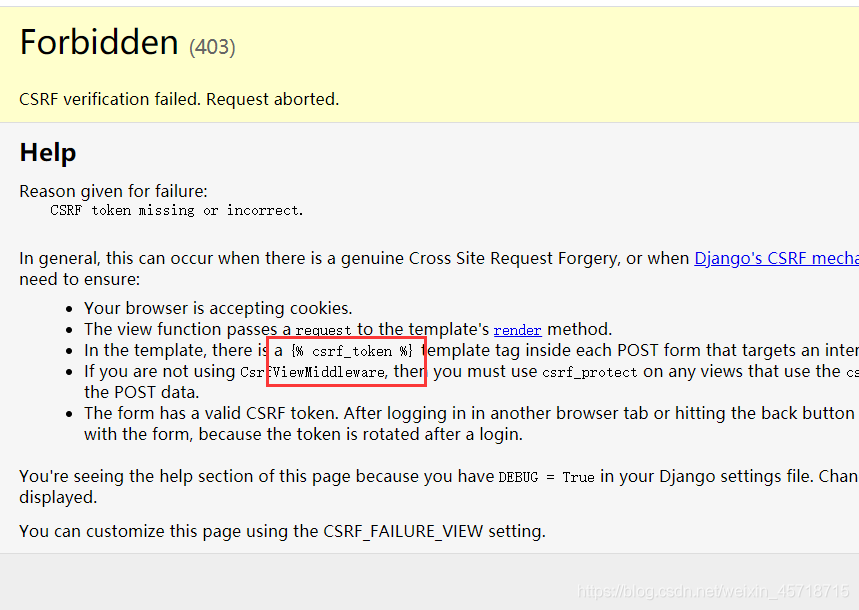 Forbidden (403)
CSRF verification failed. Request aborted.
Help
Reason given for failure:
CSRF token missing or incorrect.
In general, this can occur when there is a genuine Cross Site Request Forgery, or when Django's CSRF mecha
need to ensure:
• Your browser is accepting cookies.
• The view function passes a request to the template's render method.
• In the template, there is a {% csrf_token %} template tag inside each POST form that targets an inter
• If you are not using CsrfViewMiddleware, then you must use csrf_protect on any views that use the cs
the POST data.
• The form has a valid CSRF token. After logging in in another browser tab or hitting the back button
with the form, because the token is rotated after a login.
You're seeing the help section of this page because you have DEBUG = True in your Django settings file. Chan
displayed.
You can customize this page using the CSRF_FAILURE_VIEW setting.
https://blog.csdn.net/weixin_45718715